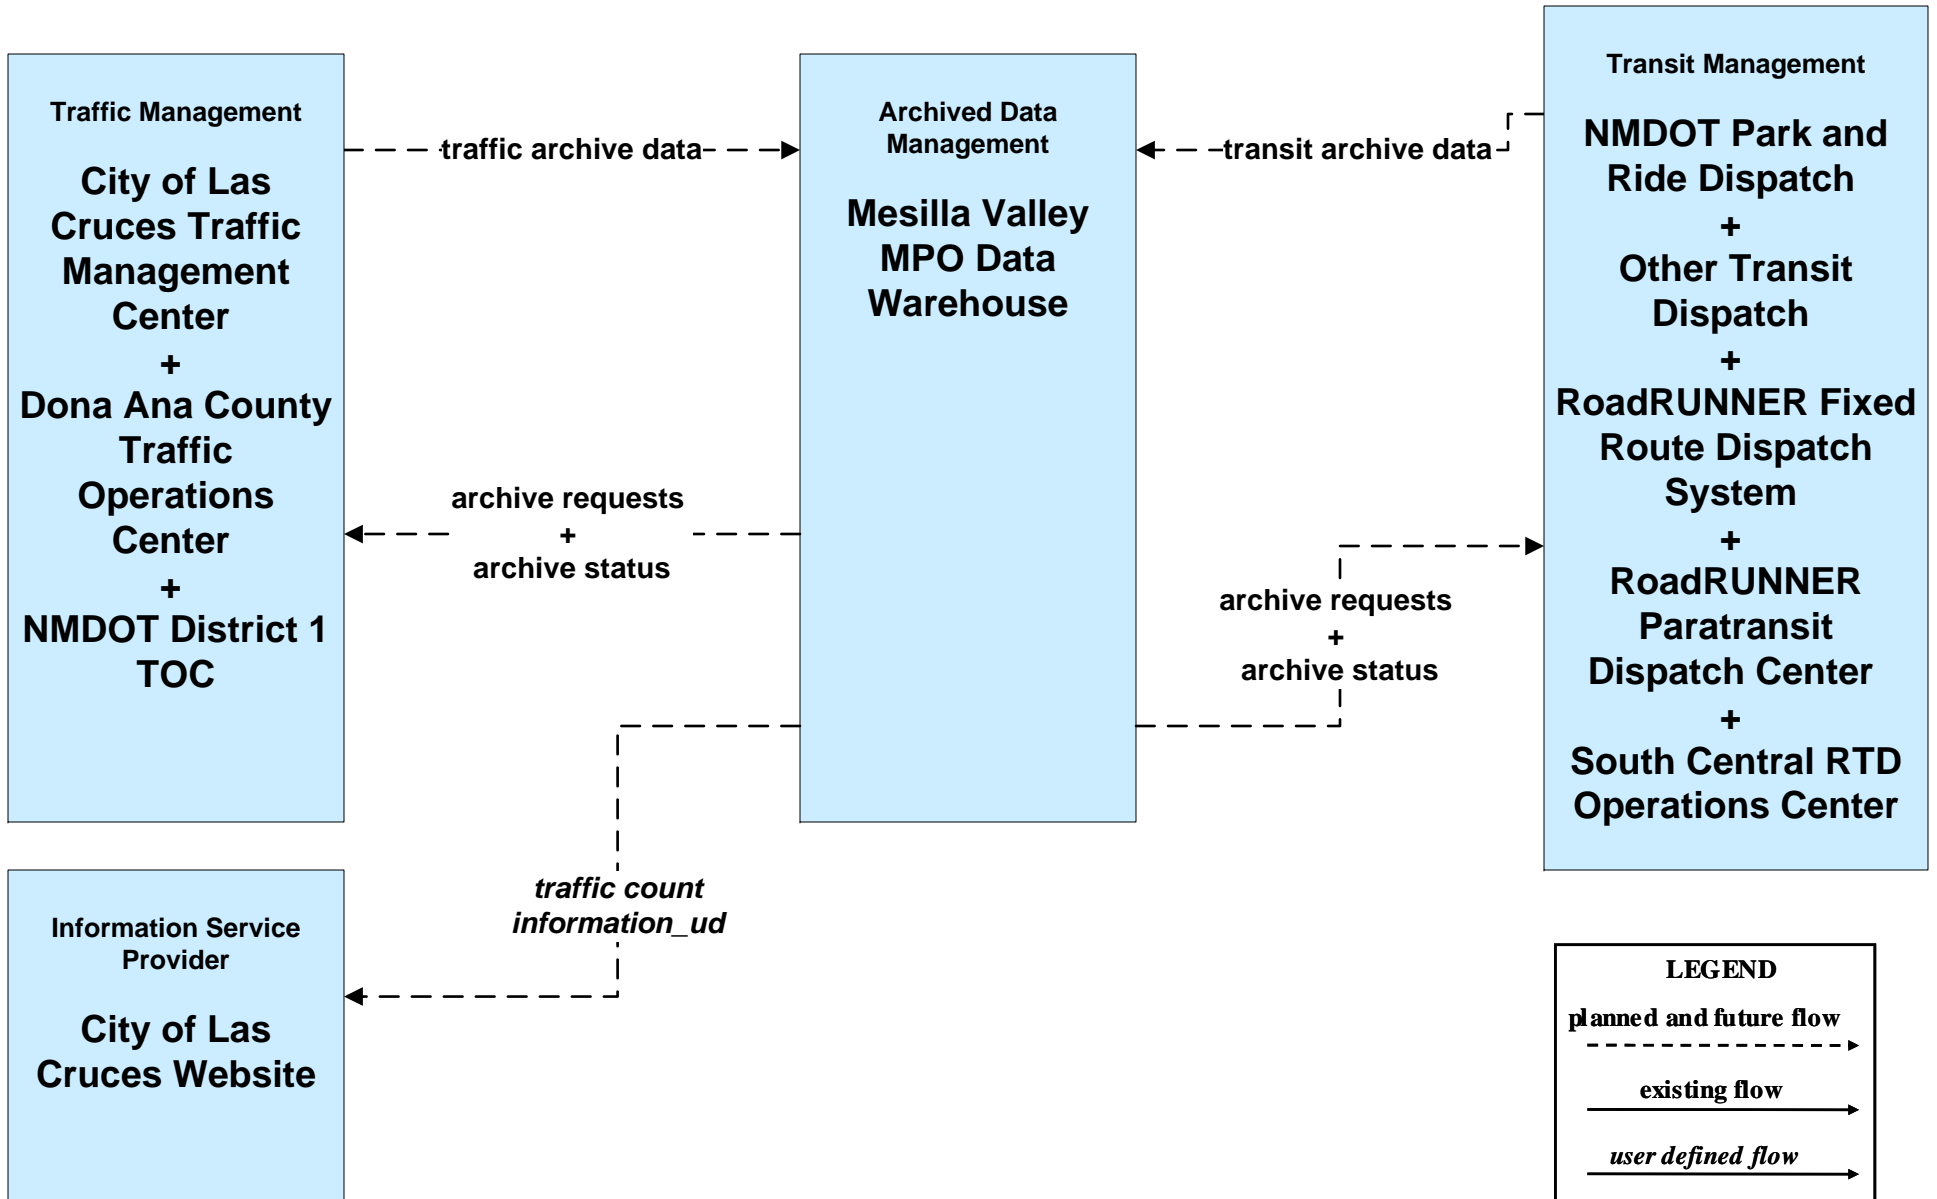 Traffic Management
City of Las
Cruces Traffic
Management
Center
+
Dona Ana County
Traffic
Operations
Center
+
NMDOT District 1
TOC
traffic archive data
archive requests
+
archive status
Archived Data
Management
Mesilla Valley
MPO Data
Warehouse
transit archive data
archive requests
+
archive status
Transit Management
NMDOT Park and
Ride Dispatch
+
Other Transit
Dispatch
+
RoadRUNNER Fixed
Route Dispatch
System
+
RoadRUNNER
Paratransit
Dispatch Center
+
South Central RTD
Operations Center
traffic count
information_ud
Information Service
Provider
City of Las
Cruces Website
LEGEND
planned and future flow
existing flow
user defined flow